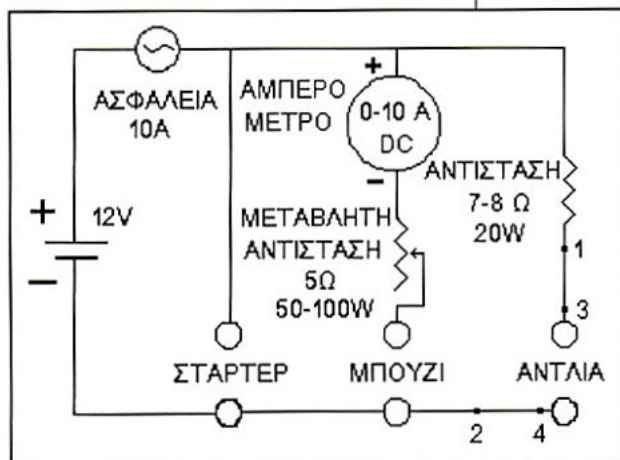 ΑΣΦΑΛΕΙΑ
10Α
ΑΜΠΕΡΟ
ΜΕΤΡΟ
+
0-10 A
DC
−
ΑΝΤΙΣΤΑΣΗ
7-8 Ω
20W
+
12V
−
ΜΕΤΑΒΛΗΤΗ
ΑΝΤΙΣΤΑΣΗ
5Ω
50-100W
1
3
ΣΤΑΡΤΕΡ
ΜΠΟΥΖΙ
ΑΝΤΛΙΑ
2
4